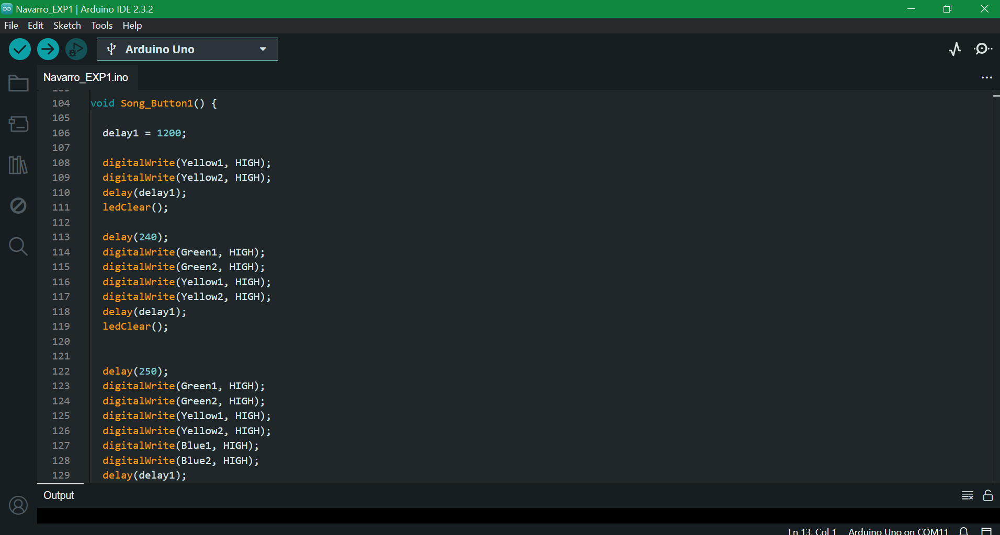 Navarro_EXP1 | Arduino IDE 2.3.2
File Edit Sketch Tools Help
Arduino Uno
Navarro_EXP1.ino
104 void Song_Button1() {
105
106 delay1 = 1200;
107
108 digitalWrite(Yellow1, HIGH);
109 digitalWrite(Yellow2, HIGH);
110 delay(delay1);
111 ledClear();
112
113 delay(240);
114 digitalWrite(Green1, HIGH);
115 digitalWrite(Green2, HIGH);
116 digitalWrite(Yellow1, HIGH);
117 digitalWrite(Yellow2, HIGH);
118 delay(delay1);
119 ledClear();
120
121
122 delay(250);
123 digitalWrite(Green1, HIGH);
124 digitalWrite(Green2, HIGH);
125 digitalWrite(Yellow1, HIGH);
126 digitalWrite(Yellow2, HIGH);
127 digitalWrite(Blue1, HIGH);
128 digitalWrite(Blue2, HIGH);
129 delay(delay1);
Output
Ln 13, Col 1 Arduino Uno on COM11